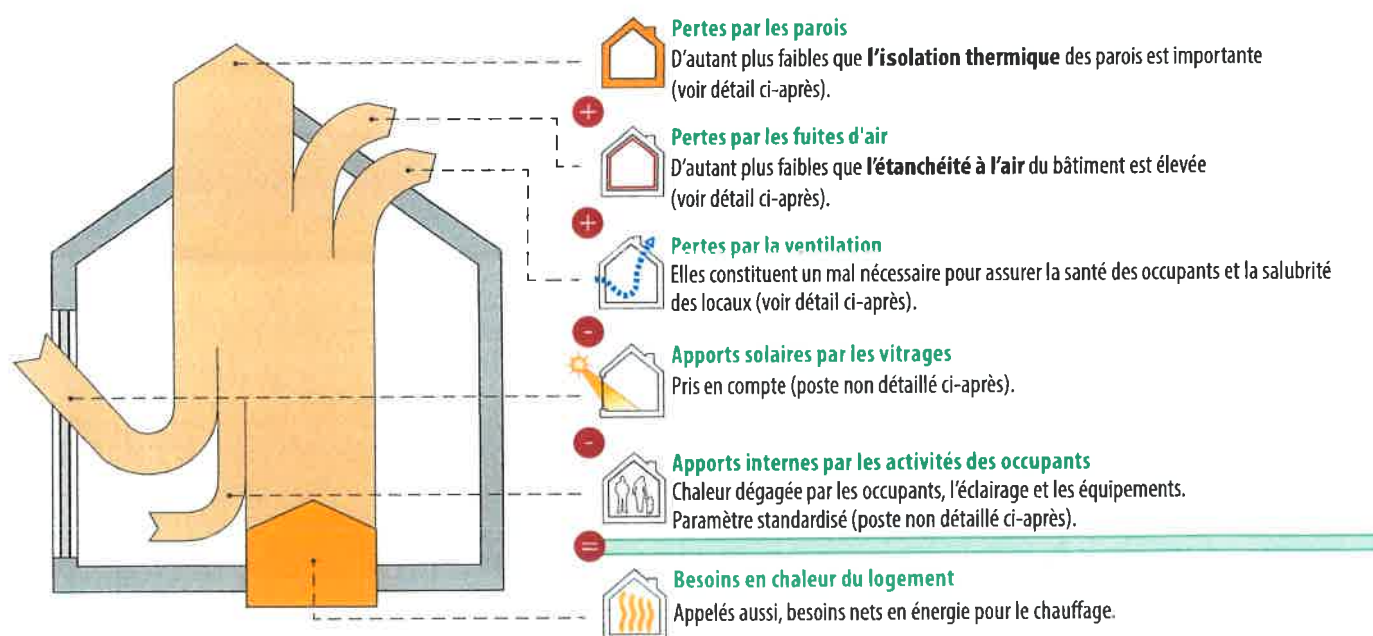 Pertes par les parois
D'autant plus faibles que l'isolation thermique des parois est importante
(voir détail ci-après).
+
Pertes par les fuites d'air
D'autant plus faibles que l'étanchéité à l'air du bâtiment est élevée
(voir détail ci-après).
+
Pertes par la ventilation
Elles constituent un mal nécessaire pour assurer la santé des occupants et la salubrité
des locaux (voir détail ci-après).
-
Apports solaires par les vitrages
Pris en compte (poste non détaillé ci-après).
-
Apports internes par les activités des occupants
Chaleur dégagée par les occupants, l'éclairage et les équipements.
Paramètre standardisé (poste non détaillé ci-après).
=
Besoins en chaleur du logement
Appelés aussi, besoins nets en énergie pour le chauffage.